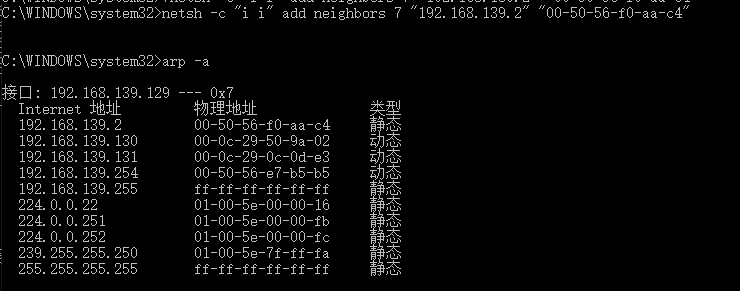 C:\WINDOWS\system32>netsh -c "i i" add neighbors 7 "192.168.139.2" "00-50-56-f0-aa-c4"
C:\WINDOWS\system32>arp -a
接口: 192.168.139.129 --- 0x7
Internet 地址 物理地址 类型
192.168.139.2 00-50-56-f0-aa-c4 静态
192.168.139.130 00-0c-29-50-9a-02 动态
192.168.139.131 00-0c-29-0c-0d-e3 动态
192.168.139.254 00-50-56-e7-b5-b5 动态
192.168.139.255 ff-ff-ff-ff-ff-ff 静态
224.0.0.22 01-00-5e-00-00-16 静态
224.0.0.251 01-00-5e-00-00-fb 静态
224.0.0.252 01-00-5e-00-00-fc 静态
239.255.255.250 01-00-5e-7f-ff-fa 静态
255.255.255.255 ff-ff-ff-ff-ff-ff 静态